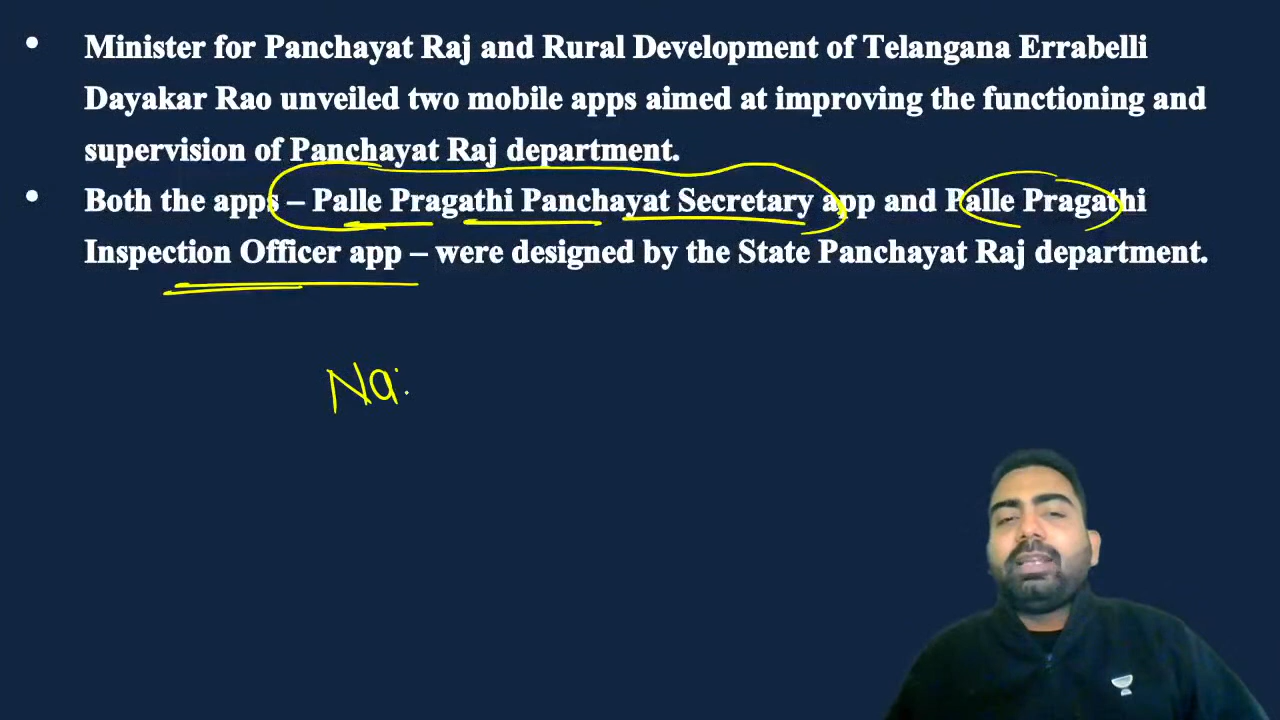 • Minister for Panchayat Raj and Rural Development of Telangana Errabelli
Dayakar Rao unveiled two mobile apps aimed at improving the functioning and
supervision of Panchayat Raj department.
• Both the apps – Palle Pragathi Panchayat Secretary app and Palle Pragathi
Inspection Officer app – were designed by the State Panchayat Raj department.
Na: